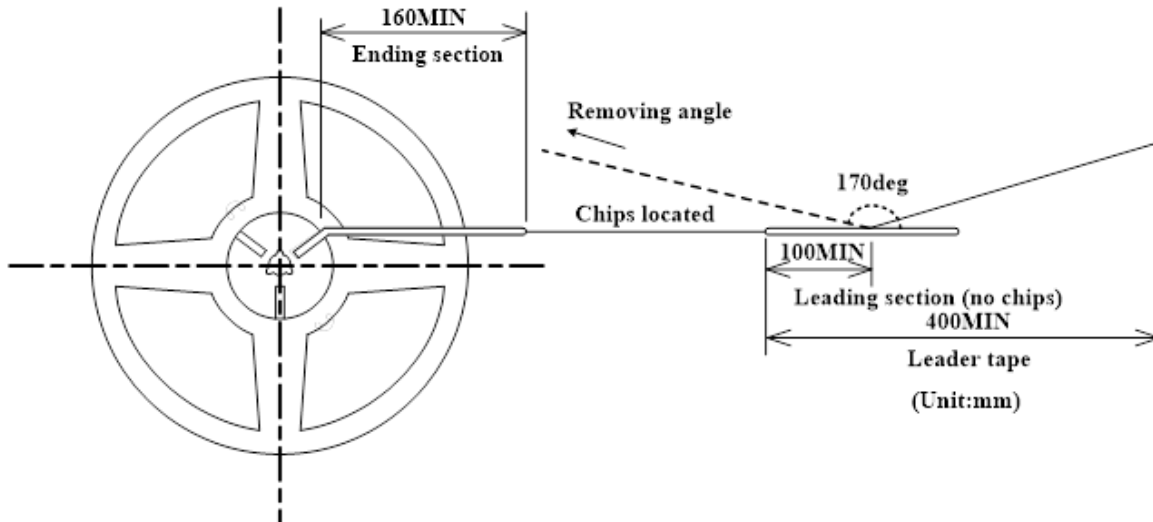 160MIN
Ending section
Removing angle
170deg
Chips located
100MIN
Leading section (no chips)
400MIN
Leader tape
(Unit:mm)